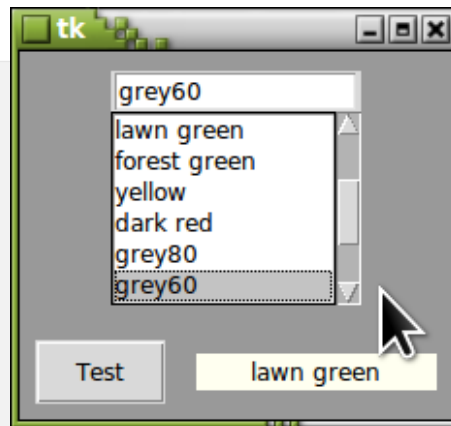 tk
grey60
lawn green
forest green
yellow
dark red
grey80
grey60
Test
lawn green